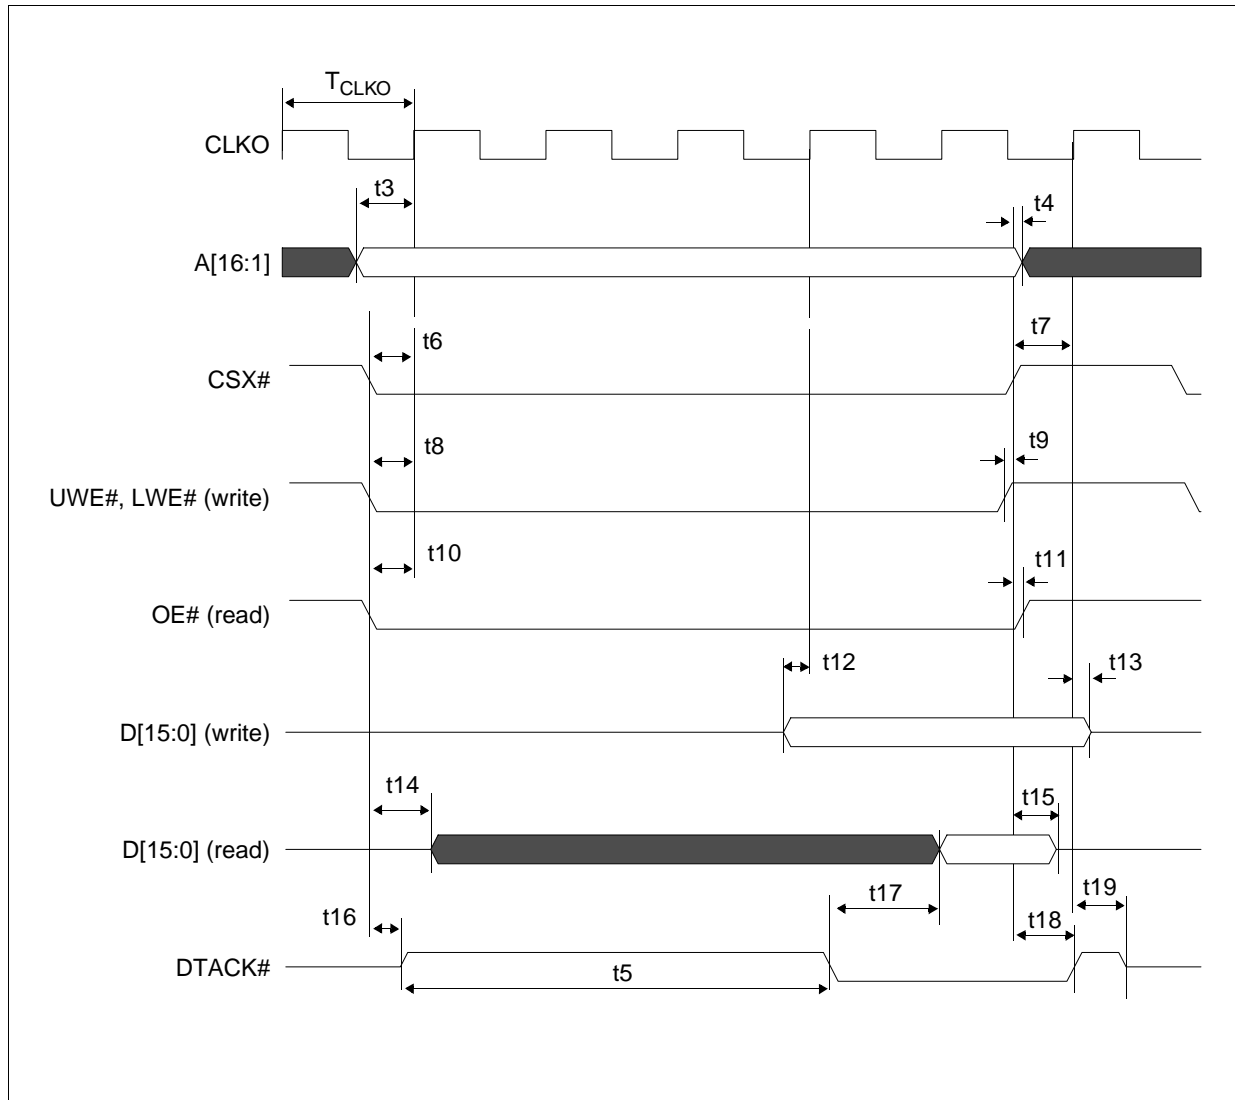 TCLKO
CLKO
t3
t4
A[16:1]
t6
t7
CSX#
t8
t9
UWE#, LWE# (write)
t10
t11
OE# (read)
t12
t13
D[15:0] (write)
t14
t15
D[15:0] (read)
t16
t17
t18
t19
DTACK#
t5